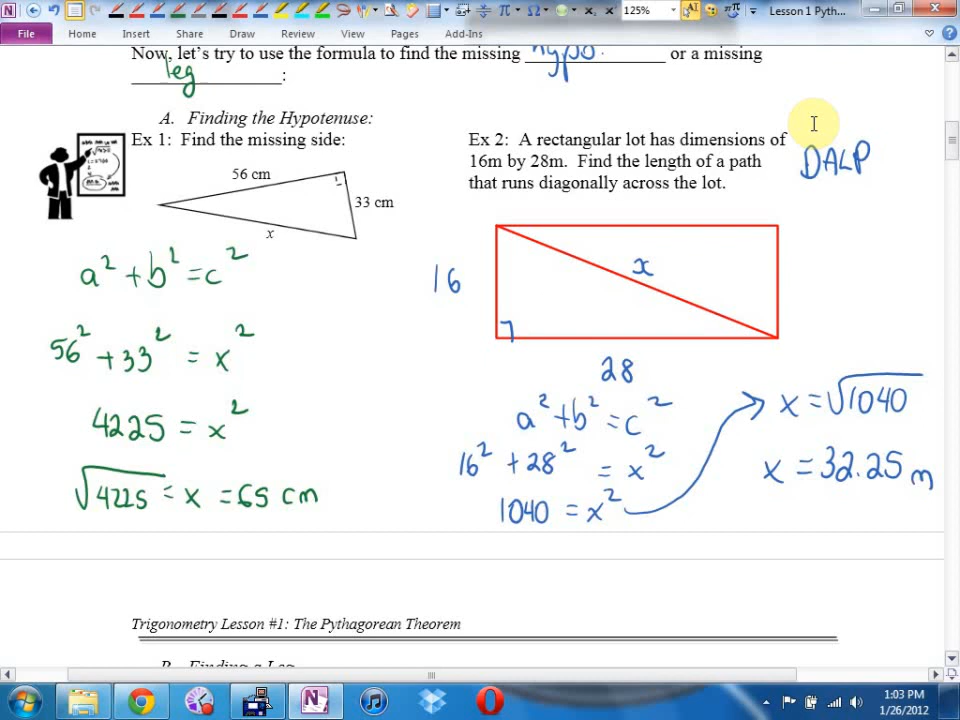 125%
Lesson 1 Pyth...
File Home Insert Share Draw Review View Pages Add-Ins
Now, let's try to use the formula to find the missing hypo. or a missing
leg :
A. Finding the Hypotenuse:
Ex 1: Find the missing side:
56 cm
33 cm
x
a² + b² = c²
56² + 33² = x²
4225 = x²
√4225 = x = 65 cm
Ex 2: A rectangular lot has dimensions of
16m by 28m. Find the length of a path
that runs diagonally across the lot.
DALP
x
16
28
a² + b² = c²
16² + 28² = x²
1040 = x²
x = √1040
x = 32.25 m
Trigonometry Lesson #1: The Pythagorean Theorem
B. Finding a Leg
1:03 PM
1/26/2012